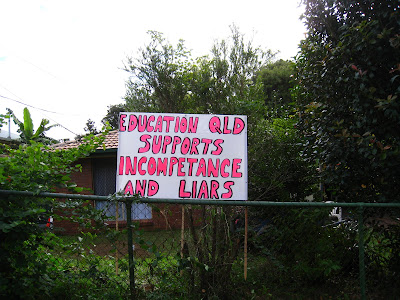 EDUCATION QLD
SUPPORTS
INCOMPETANCE
AND LIARS